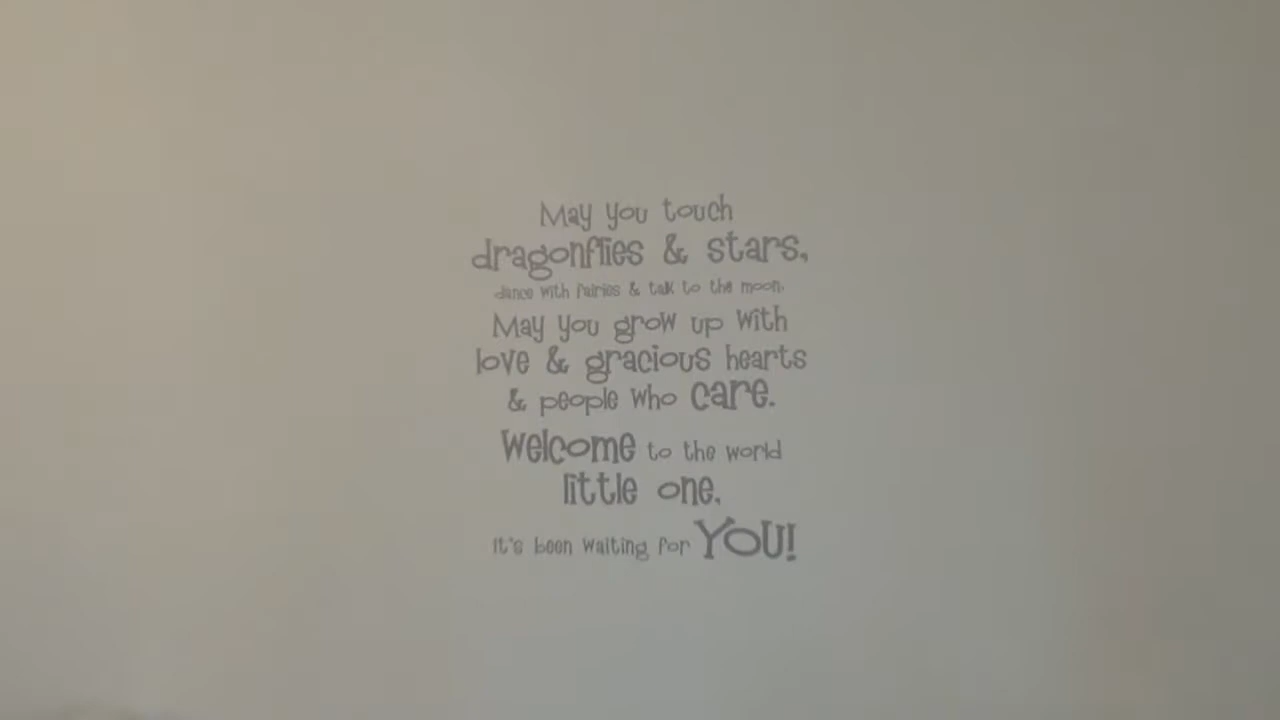 May you touch
dragonflies & stars,
dance with fairies & talk to the moon.
May you grow up with
love & gracious hearts
& people who care.
Welcome to the world
little one,
it's been waiting for YOU!